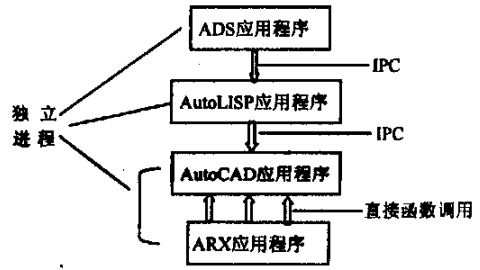 ADS应用程序
IPC
AutoLISP应用程序
独 立
进 程
IPC
AutoCAD应用程序
直接函数调用
ARX应用程序